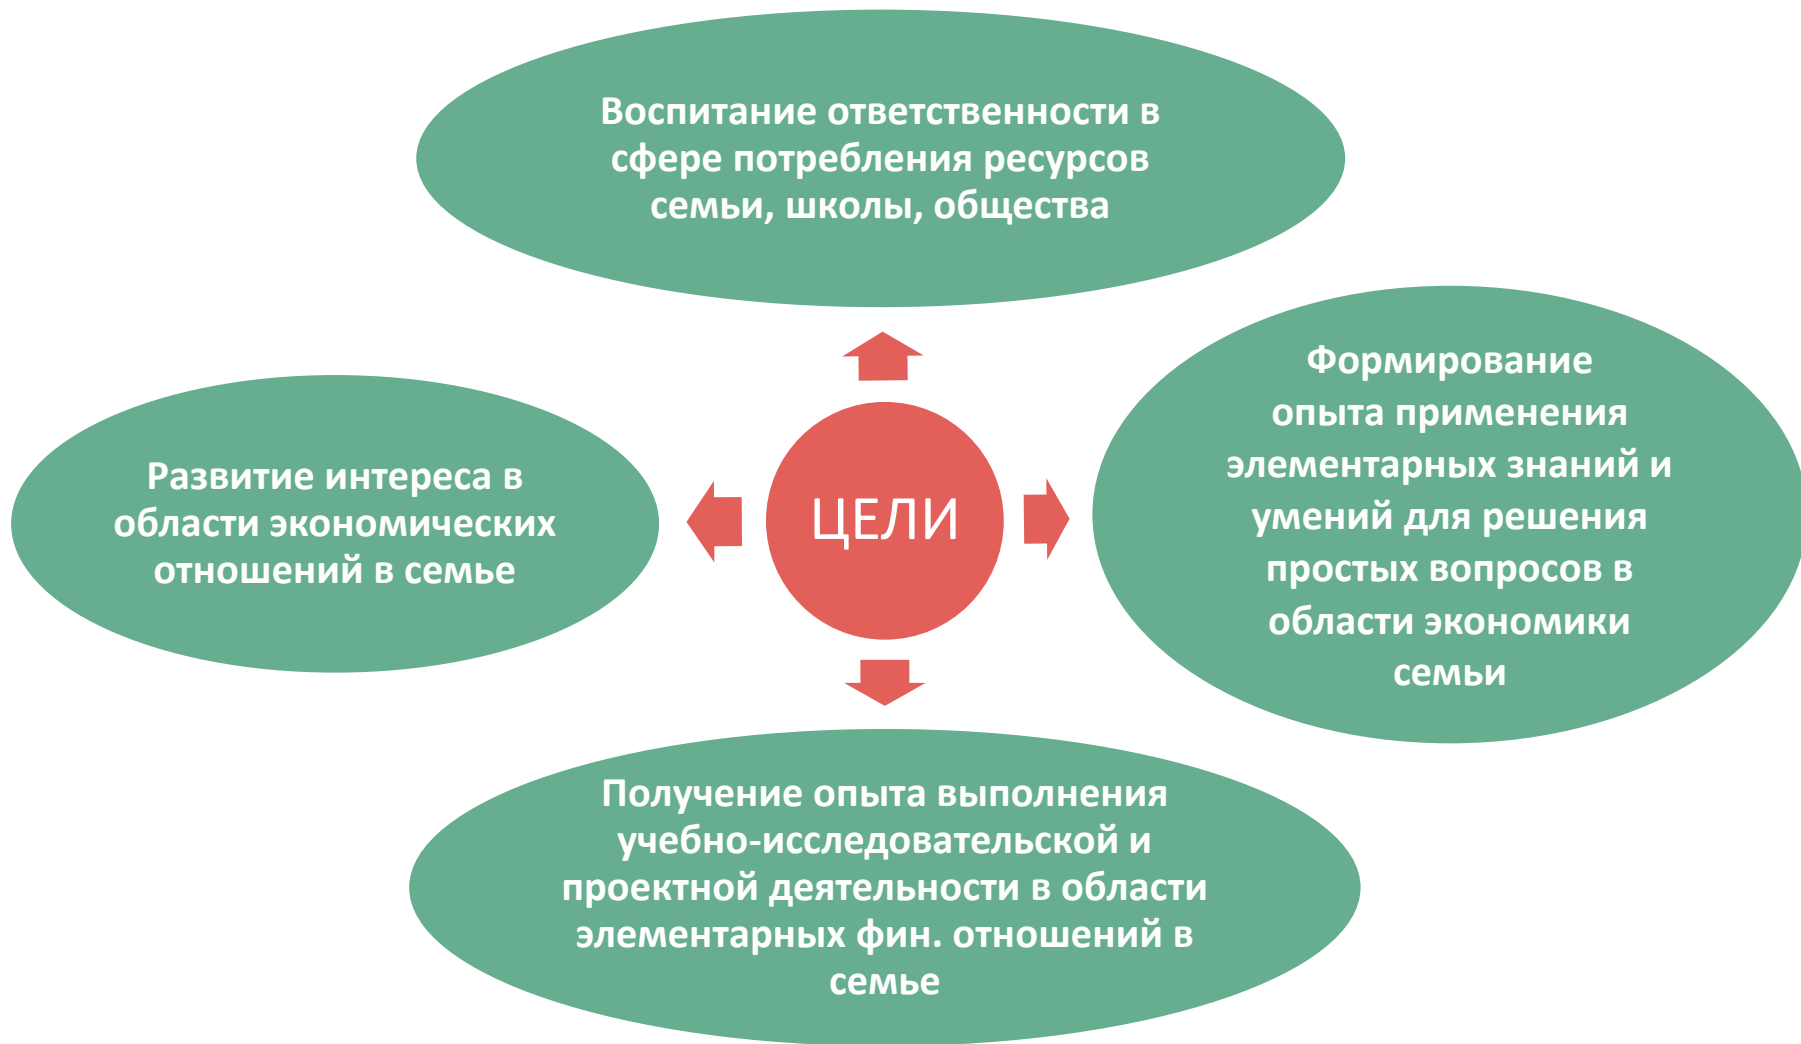 Воспитание ответственности в
сфере потребления ресурсов
семьи, школы, общества
Развитие интереса в
области экономических
отношений в семье
ЦЕЛИ
Формирование
опыта применения
элементарных знаний и
умений для решения
простых вопросов в
области экономики
семьи
Получение опыта выполнения
учебно-исследовательской и
проектной деятельности в области
элементарных фин. отношений в
семье